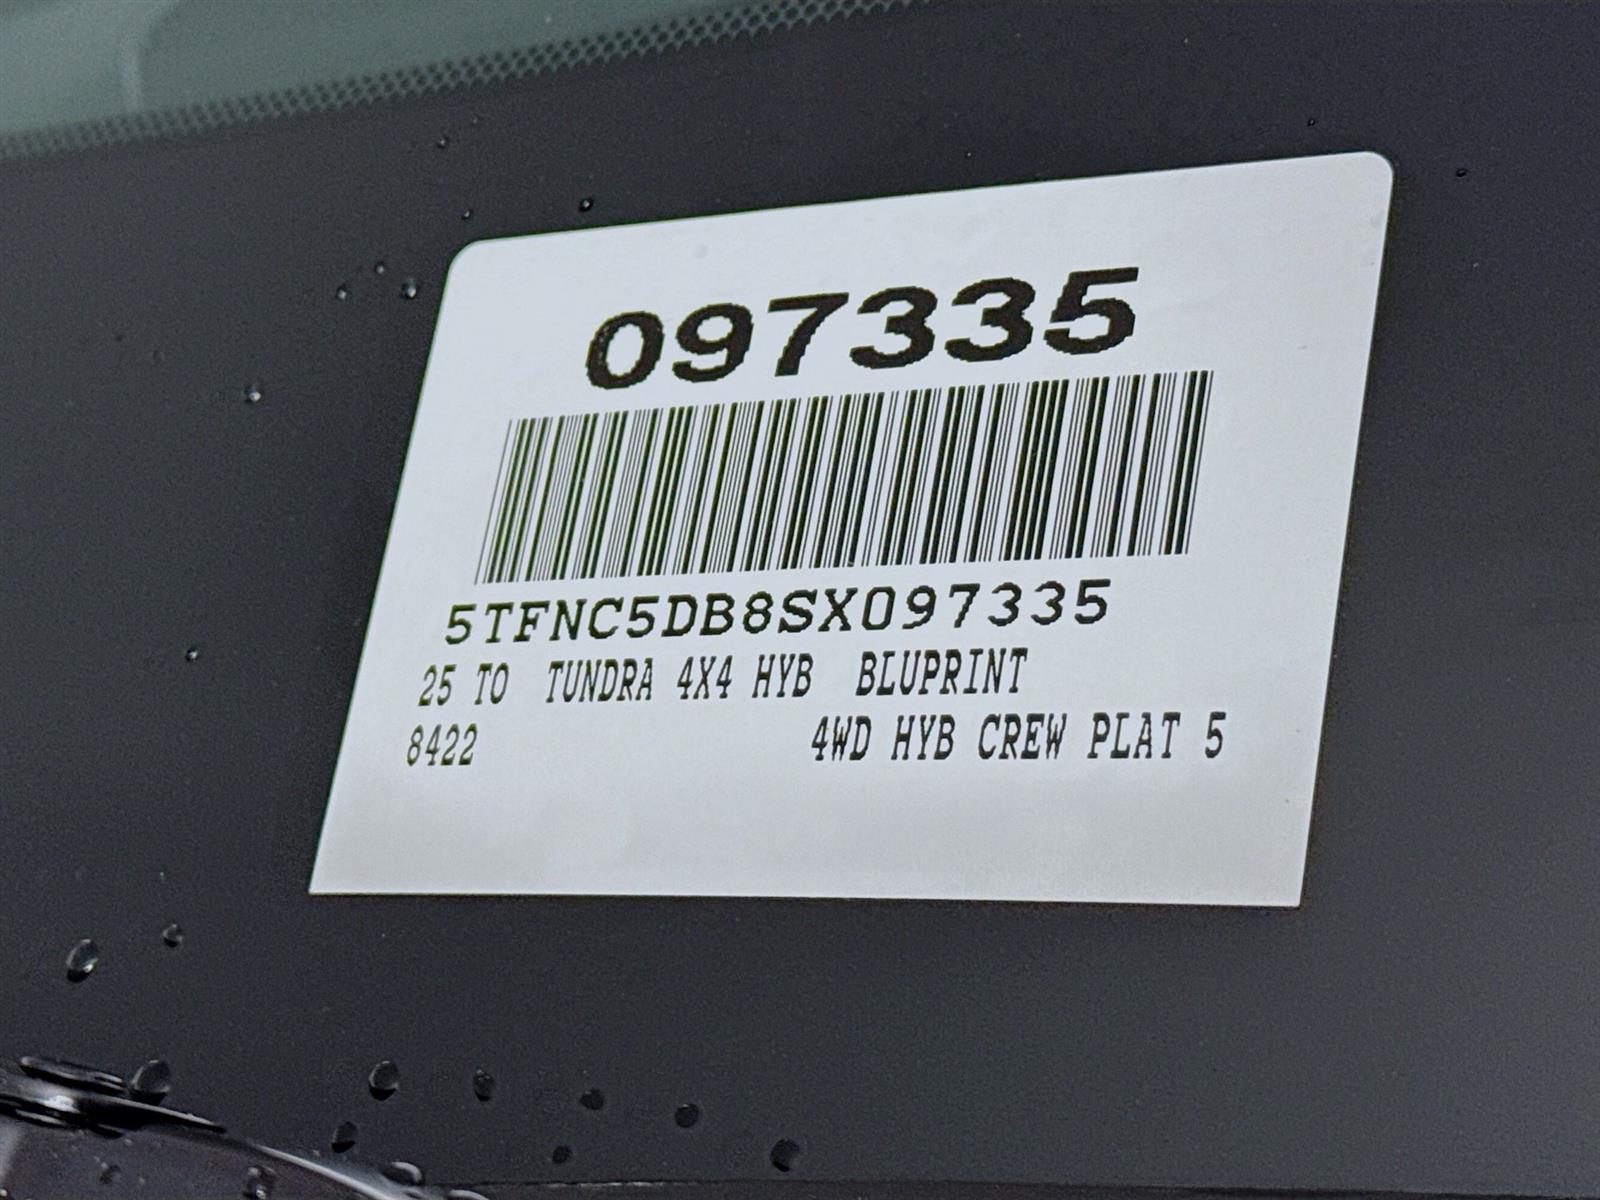 097335
5TFNC5DB8SX097335
25 TO TUNDRA 4X4 HYB BLUPRINT
8422 4WD HYB CREW PLAT 5